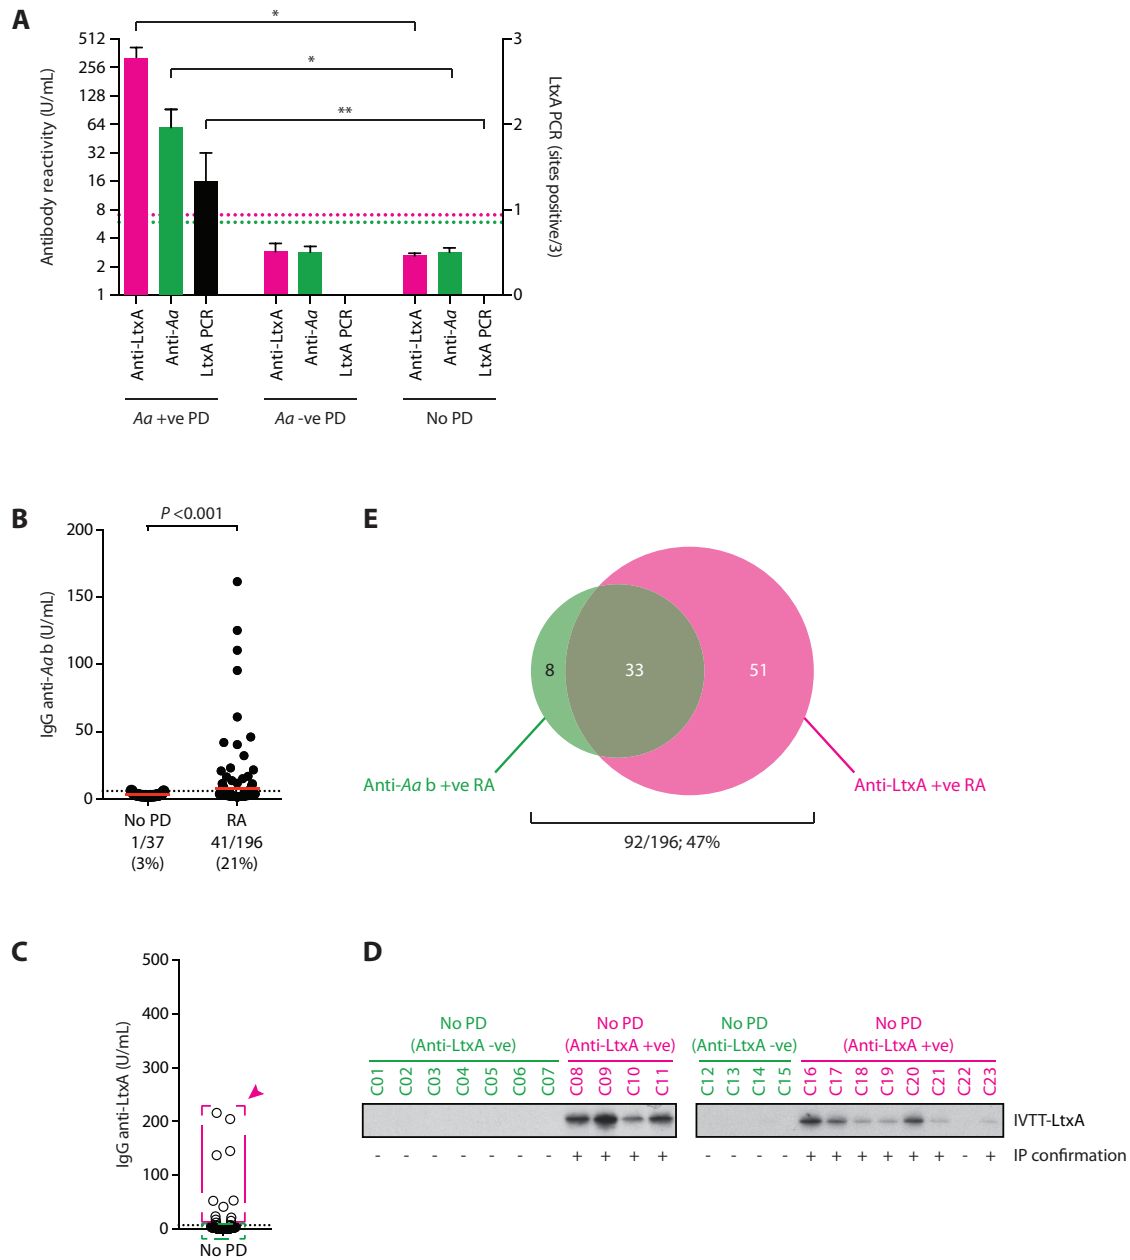 A
*
*
**
512
256
128
64
32
16
8
4
2
1
Antibody reactivity (U/mL)
3
2
1
0
LtxA PCR (sites positive/3)
Anti-LtxA
Anti-Aa
LtxA PCR
Anti-LtxA
Anti-Aa
LtxA PCR
Anti-LtxA
Anti-Aa
LtxA PCR
Aa +ve PD
Aa -ve PD
No PD
B
P <0.001
200
150
100
50
0
IgG anti-Aa b (U/mL)
No PD
1/37
(3%)
RA
41/196
(21%)
E
8
33
51
Anti-Aa b +ve RA
Anti-LtxA +ve RA
92/196; 47%
C
500
400
300
200
100
0
IgG anti-LtxA (U/mL)
No PD
D
No PD
(Anti-LtxA -ve)
No PD
(Anti-LtxA +ve)
No PD
(Anti-LtxA -ve)
No PD
(Anti-LtxA +ve)
C01 C02 C03 C04 C05 C06 C07 C08 C09 C10 C11 C12 C13 C14 C15 C16 C17 C18 C19 C20 C21 C22 C23
IVTT-LtxA
- - - - - - - + + + + - - - - + + + + + + - + IP confirmation